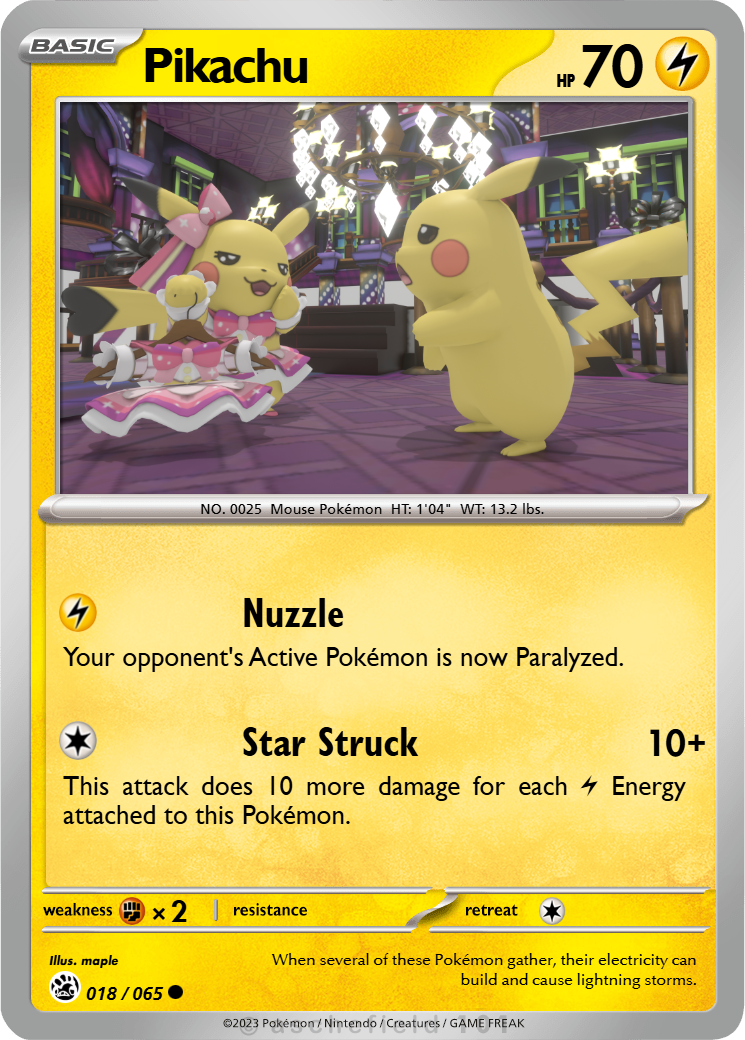 BASIC
Pikachu
HP 70
NO. 0025 Mouse Pokémon HT: 1'04" WT: 13.2 lbs.
Nuzzle
Your opponent's Active Pokémon is now Paralyzed.
Star Struck 10+
This attack does 10 more damage for each Energy
attached to this Pokémon.
weakness × 2 resistance retreat
Illus. maple
When several of these Pokémon gather, their electricity can
build and cause lightning storms.
018 / 065
©2023 Pokémon / Nintendo / Creatures / GAME FREAK